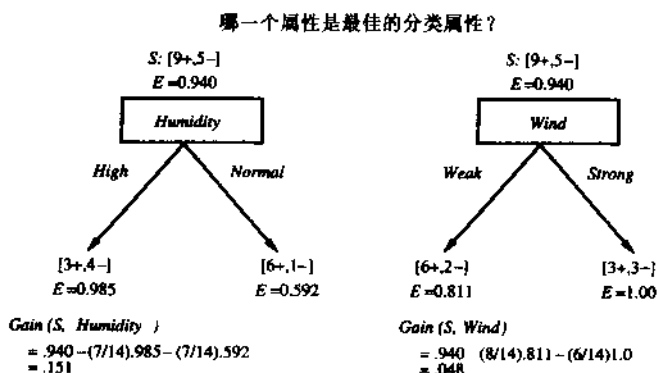 哪一个属性是最佳的分类属性？
S: [9+,5-]
E=0.940
Humidity
High
Normal
[3+,4-]
E=0.985
[6+,1-]
E=0.592
Gain (S, Humidity )
= .940-(7/14).985-(7/14).592
= .151
S: [9+,5-]
E=0.940
Wind
Weak
Strong
[6+,2-]
E=0.811
[3+,3-]
E=1.00
Gain (S, Wind)
= .940 (8/14).811-(6/14)1.0
= .048